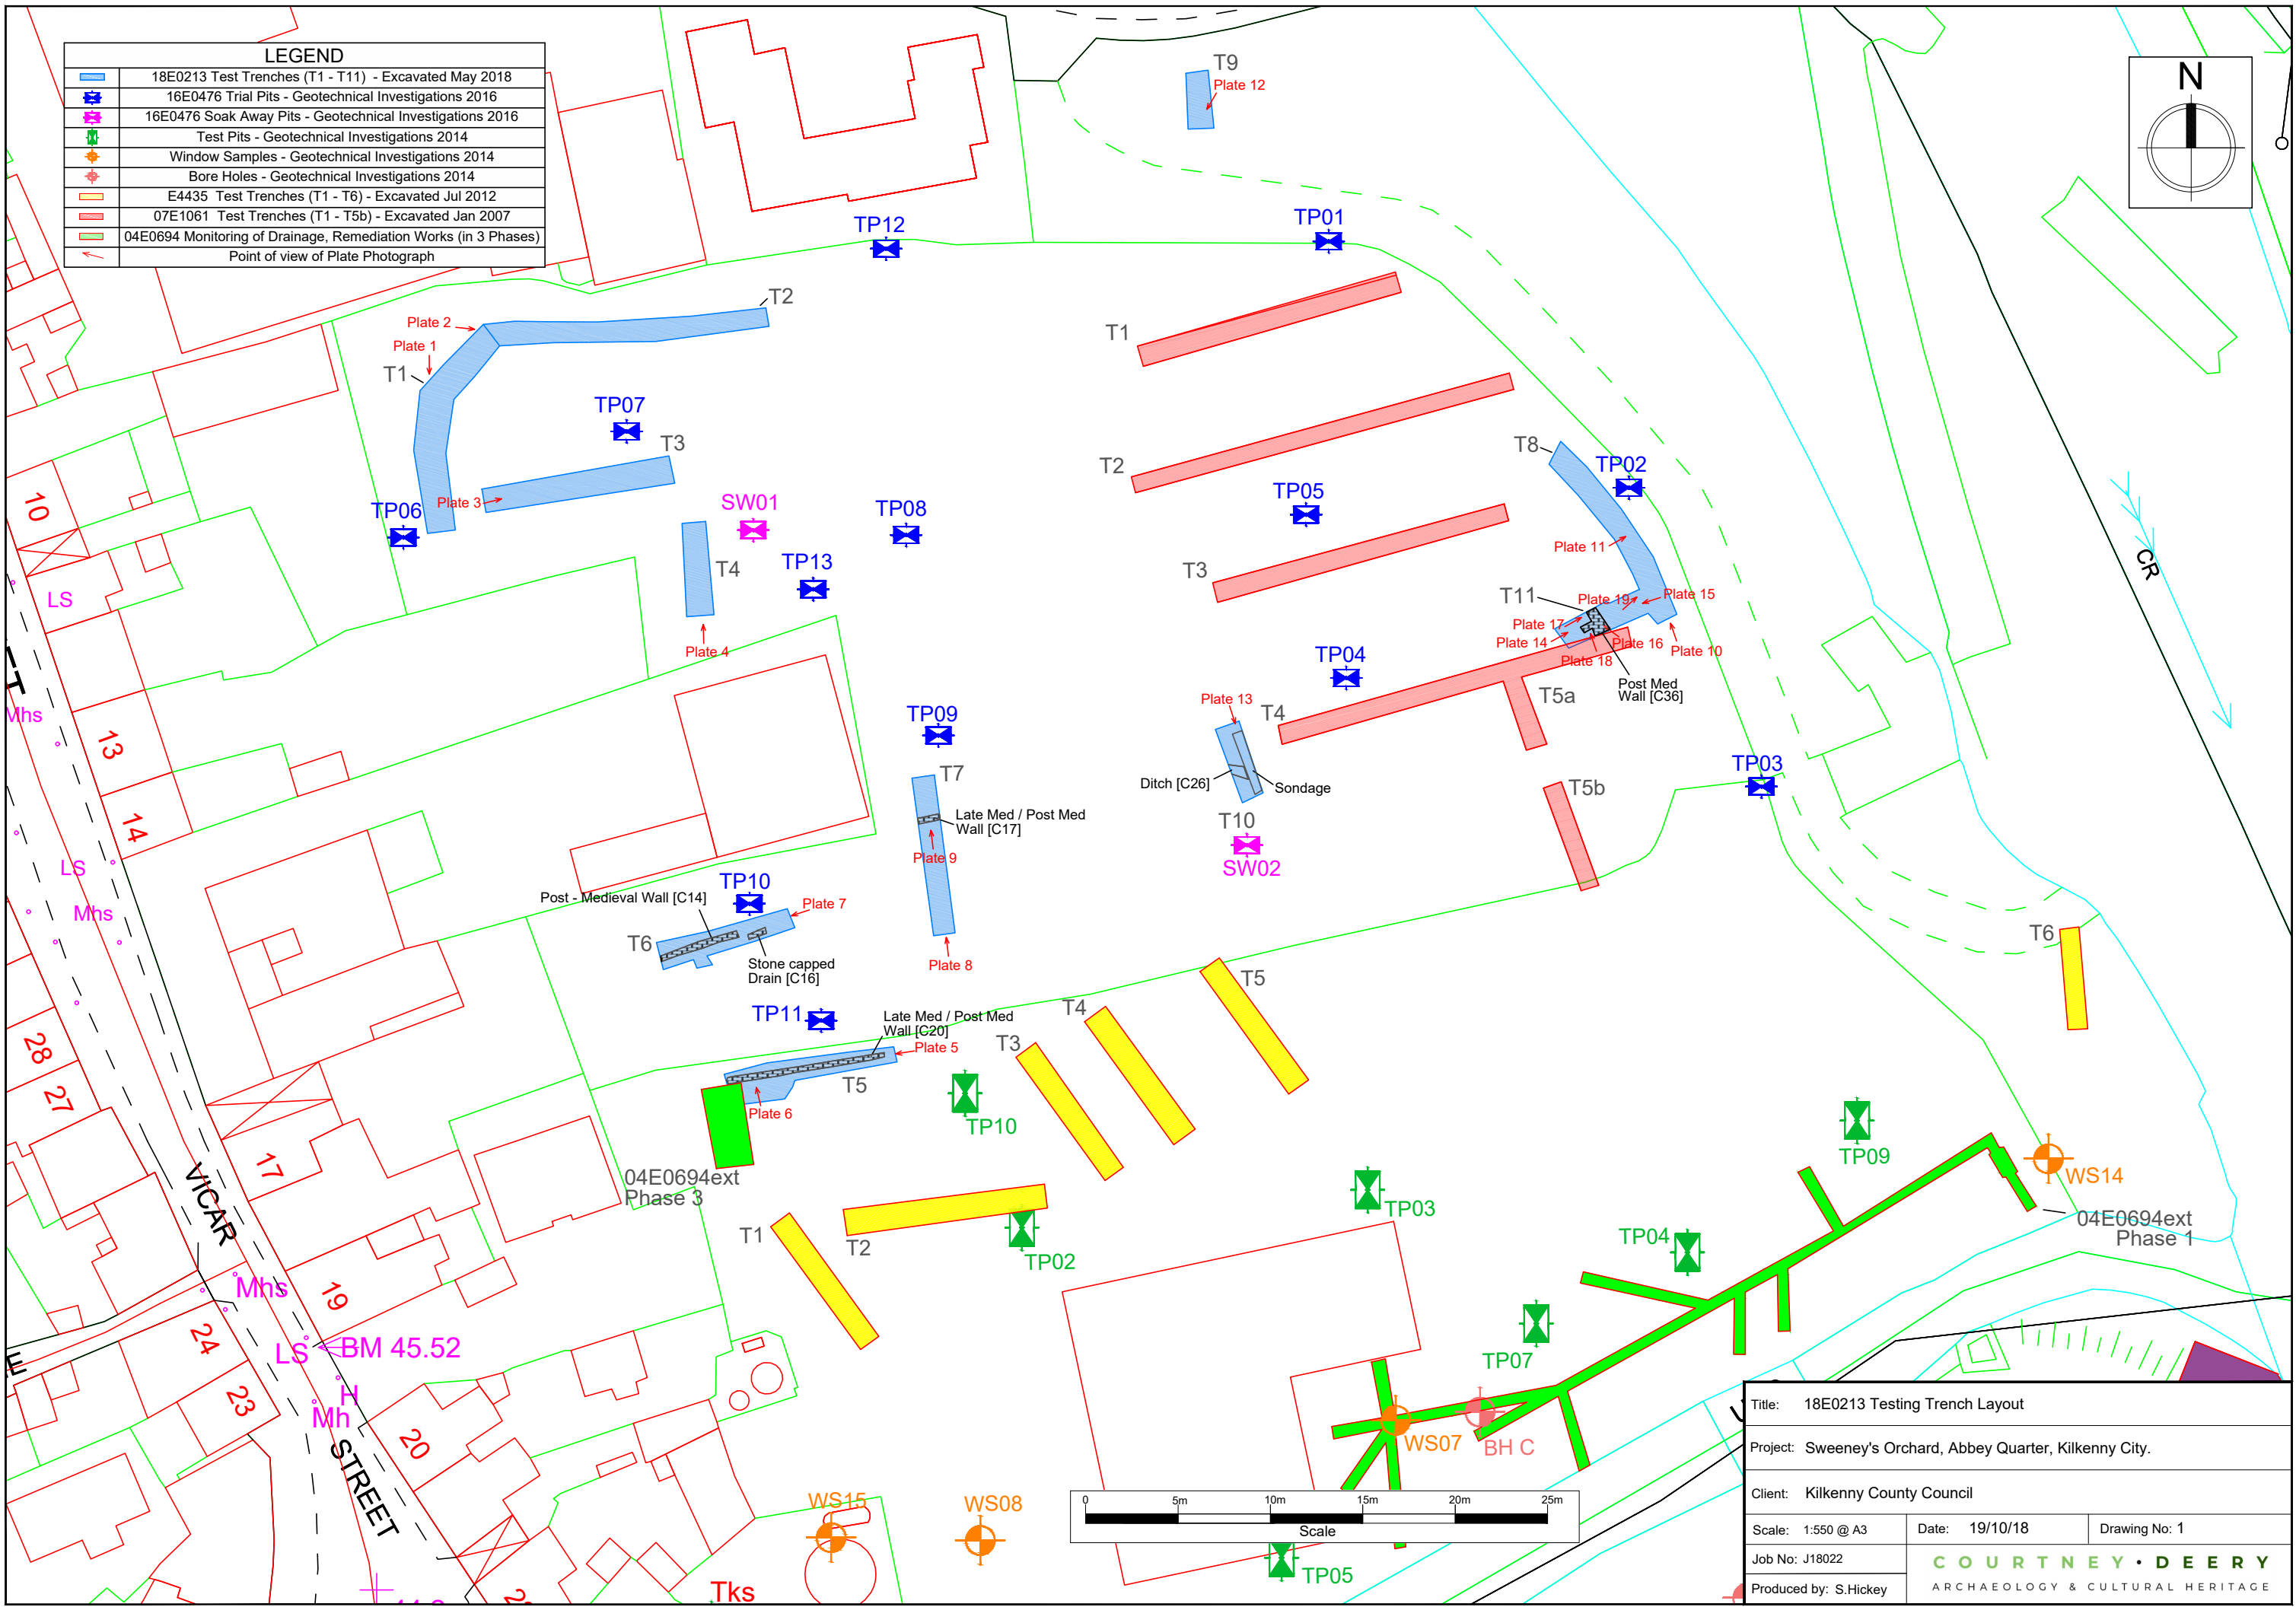 LEGEND
18E0213 Test Trenches (T1 - T11) - Excavated May 2018
16E0476 Trial Pits - Geotechnical Investigations 2016
16E0476 Soak Away Pits - Geotechnical Investigations 2016
Test Pits - Geotechnical Investigations 2014
Window Samples - Geotechnical Investigations 2014
Bore Holes - Geotechnical Investigations 2014
E4435 Test Trenches (T1 - T6) - Excavated Jul 2012
07E1061 Test Trenches (T1 - T5b) - Excavated Jan 2007
04E0694 Monitoring of Drainage, Remediation Works (in 3 Phases)
Point of view of Plate Photograph
N
T9
Plate 12
TP12
TP01
T2
Plate 2
Plate 1
T1
T1
TP07
T3
Plate 3
TP06
SW01
TP08
T2
TP05
T8
TP02
Plate 11
TP13
T4
T3
Plate 4
T11
Plate 19
Plate 15
Plate 17
Plate 14
Plate 16
Plate 18
Plate 10
Post Med
Wall [C36]
TP04
T5a
Plate 13
T4
Ditch [C26]
Sondage
T10
SW02
T5b
TP03
CR
TP09
T7
Late Med / Post Med
Wall [C17]
Plate 9
Plate 8
TP10
Post - Medieval Wall [C14]
Plate 7
T6
Stone capped
Drain [C16]
TP11
Late Med / Post Med
Wall [C20]
Plate 5
T5
Plate 6
04E0694ext
Phase 3
T6
T5
T4
T3
TP10
T1
T2
TP02
TP03
TP09
WS14
04E0694ext
Phase 1
TP04
TP07
WS07
BH C
WS15
WS08
TP05
Tks
10
LS
Mhs
13
14
LS
Mhs
28
27
17
VICAR
STREET
Mhs
19
24
LS
BM 45.52
H
Mh
23
20
0 5m 10m 15m 20m 25m
Scale
Title: 18E0213 Testing Trench Layout
Project: Sweeney's Orchard, Abbey Quarter, Kilkenny City.
Client: Kilkenny County Council
Scale: 1:550 @ A3
Date: 19/10/18
Drawing No: 1
Job No: J18022
Produced by: S.Hickey
COURTNEY • DEERY
ARCHAEOLOGY & CULTURAL HERITAGE